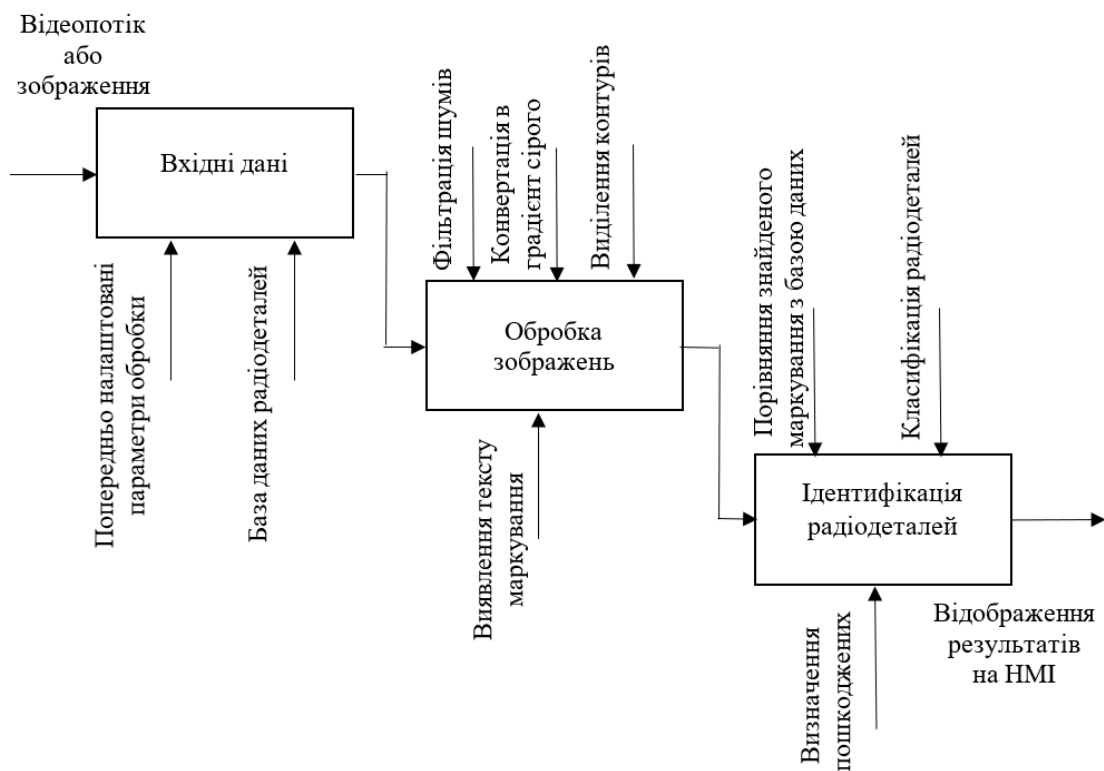 Відеопотік
або
зображення
Вхідні дані
Попередньо налаштовані
параметри обробки
База даних радіодеталей
Фільтрація шумів
Конвертація в
градієнт сірого
Виділення контурів
Обробка
зображень
Виявлення тексту
маркування
Порівняння знайденого
маркування з базою даних
Класифікація радіодеталей
Ідентифікація
радіодеталей
Визначення
пошкоджених
Відображення
результатів
на HMI